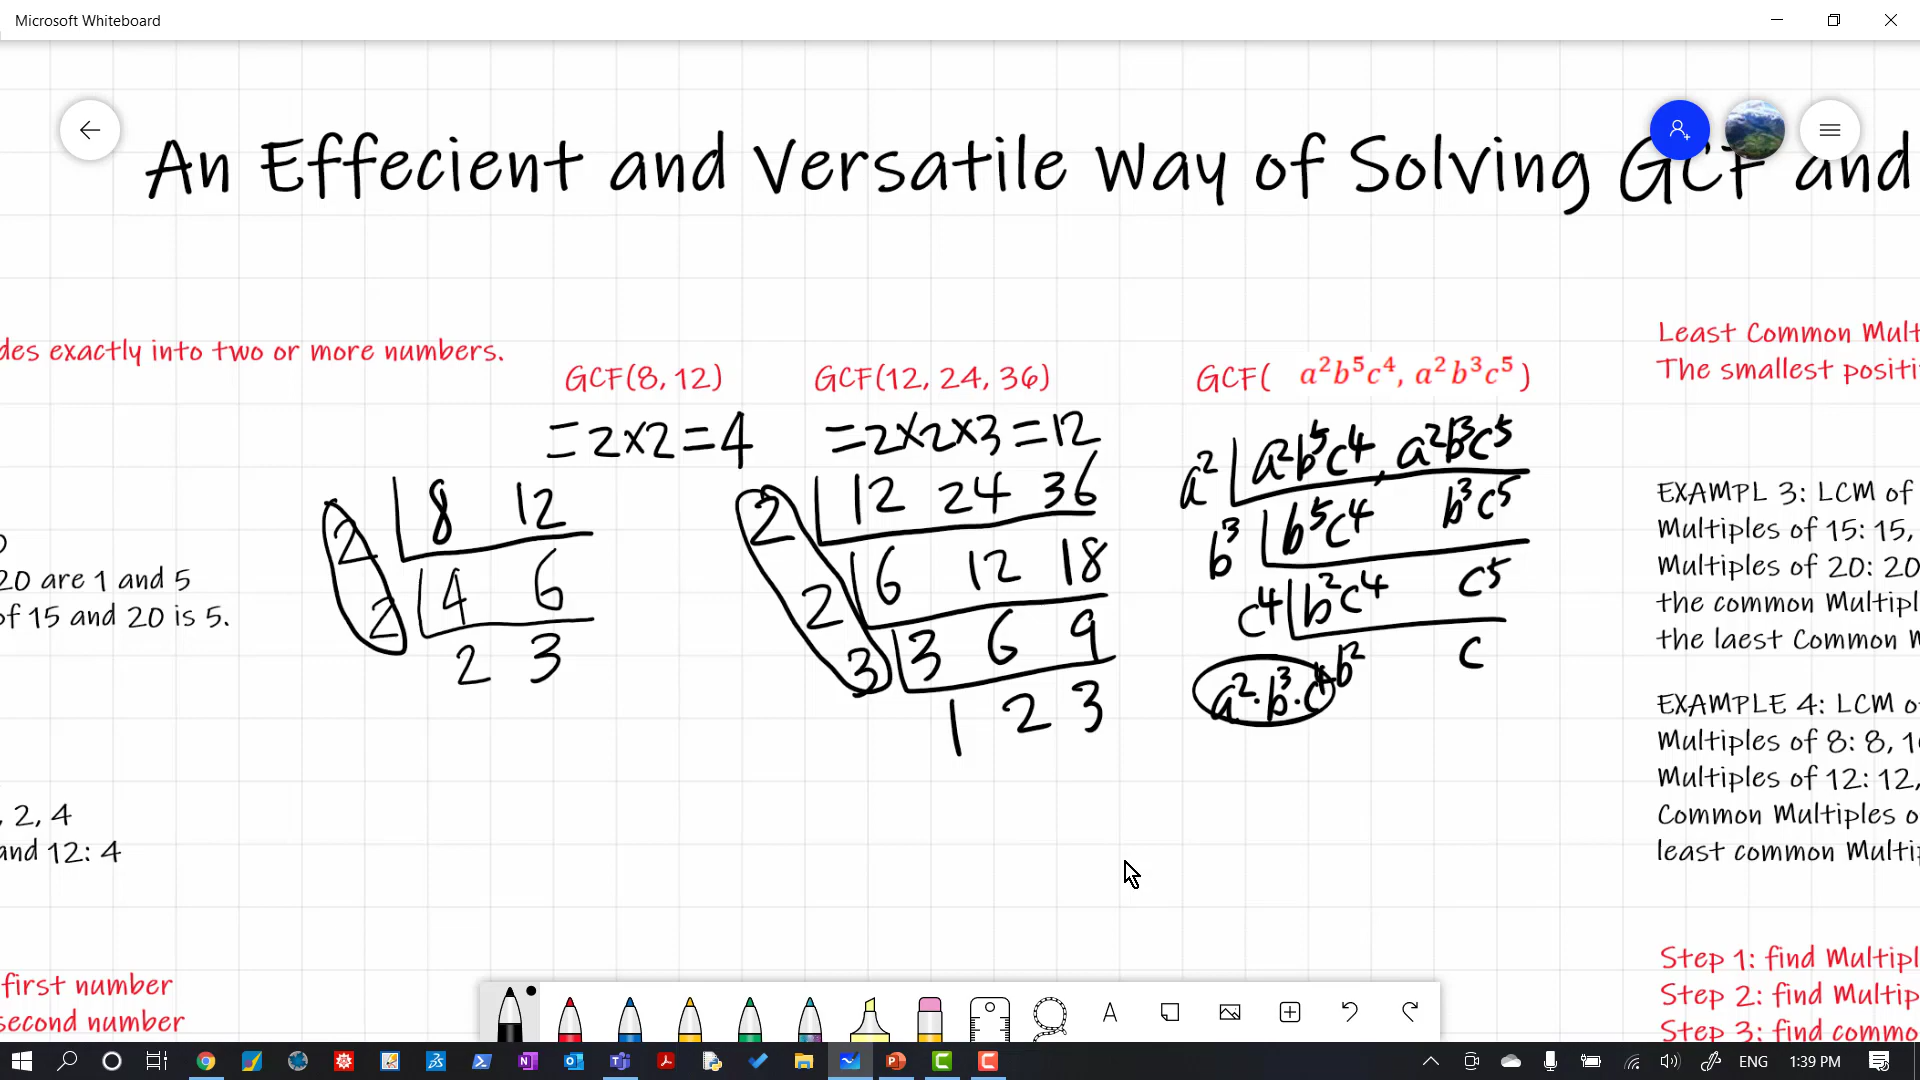 Microsoft Whiteboard
An Effecient and Versatile Way of Solving GCF and
des exactly into two or more numbers.
20 are 1 and 5
of 15 and 20 is 5.
, 2, 4
and 12: 4
first number
second number
GCF(8, 12)
=2×2=4
2 8 12
2 4 6
2 3
GCF(12, 24, 36)
=2×2×3=12
2 12 24 36
2 6 12 18
3 3 6 9
1 2 3
GCF( a²b⁵c⁴, a²b³c⁵)
a² a²b⁵c⁴, a²b³c⁵
b³ b⁵c⁴ b³c⁵
c⁴ b²c⁴ c⁵
b² c
a²·b³·c⁴
Least Common Mult
The smallest positi
EXAMPL 3: LCM of
Multiples of 15: 15,
Multiples of 20: 20
the common Multipl
the laest Common M
EXAMPLE 4: LCM o
Multiples of 8: 8, 1
Multiples of 12: 12,
Common Multiples o
least common Multi
Step 1: find Multipl
Step 2: find Multip
Step 3: find commo
ENG 1:39 PM